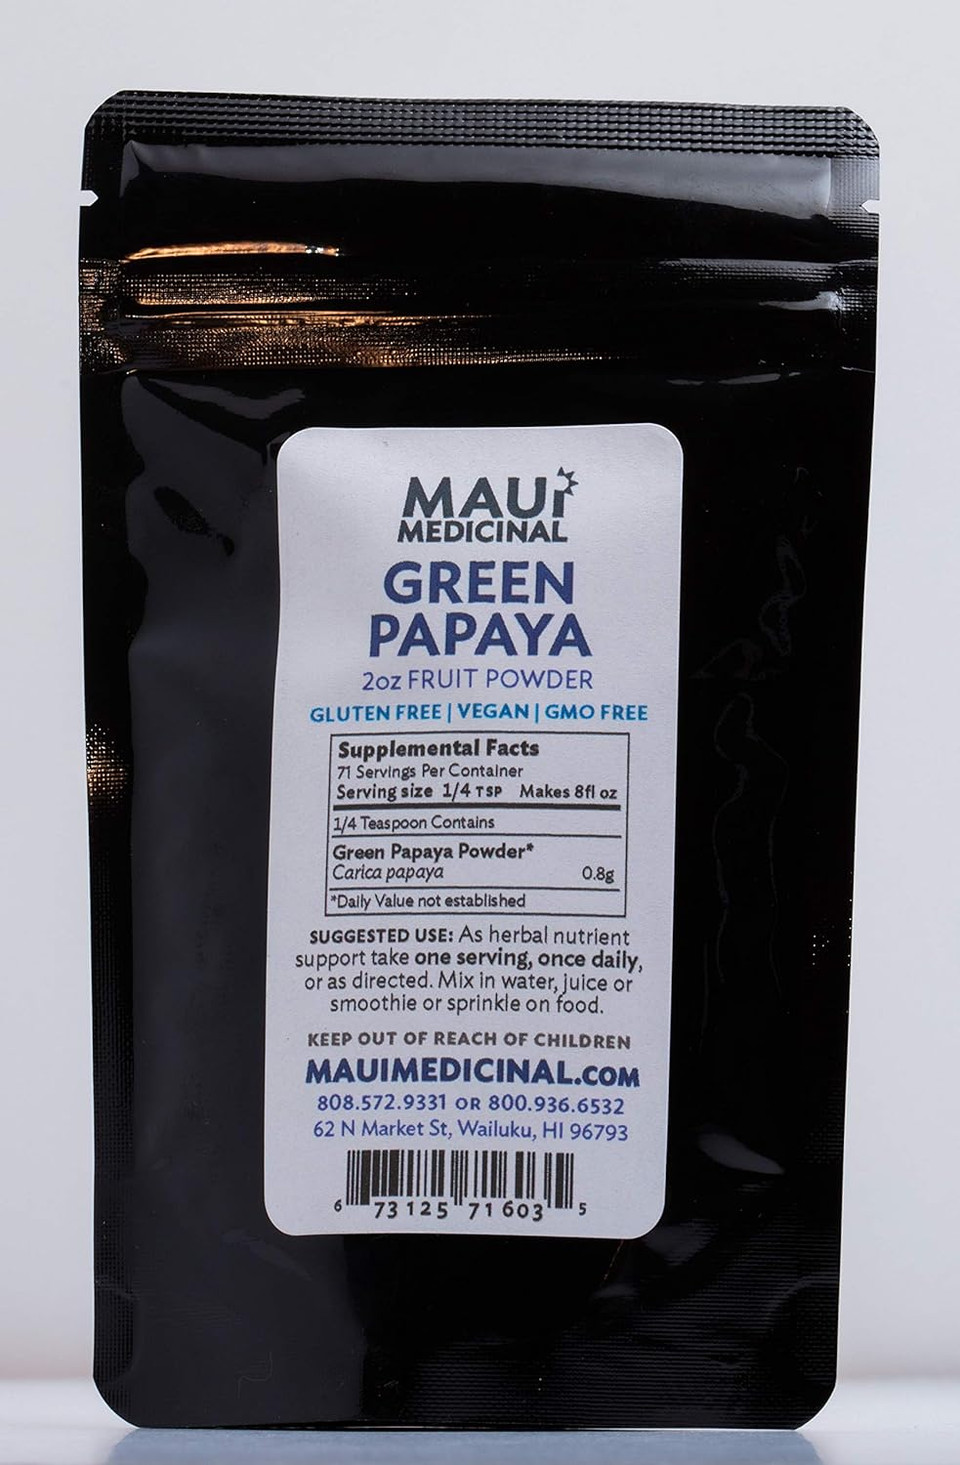 MAUi
MEDICINAL
GREEN
PAPAYA
2oz FRUIT POWDER
GLUTEN FREE | VEGAN | GMO FREE
Supplemental Facts
71 Servings Per Container
Serving size 1/4 TSP Makes 8fl oz
1/4 Teaspoon Contains
Green Papaya Powder*
Carica papaya 0.8g
*Daily Value not established
SUGGESTED USE: As herbal nutrient
support take one serving, once daily,
or as directed. Mix in water, juice or
smoothie or sprinkle on food.
KEEP OUT OF REACH OF CHILDREN
MAUIMEDICINAL.COM
808.572.9331 OR 800.936.6532
62 N Market St, Wailuku, HI 96793
6 73125 71603 5